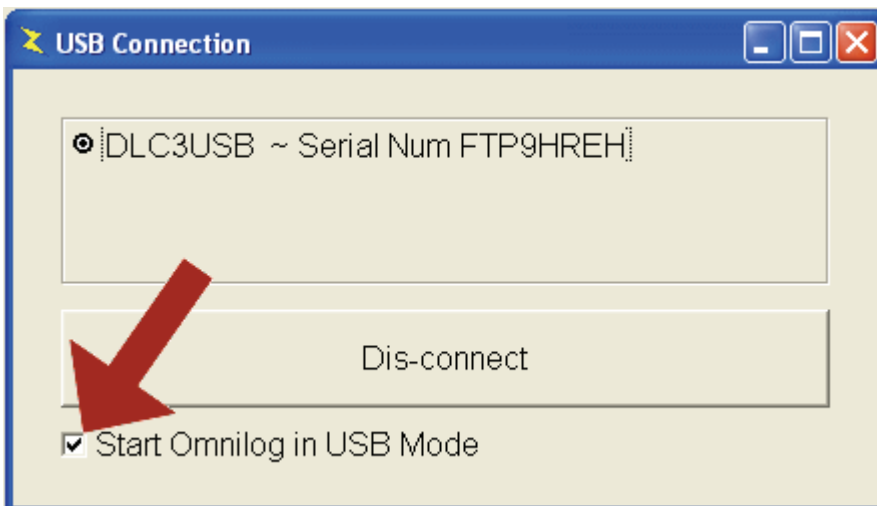 USB Connection
DLC3USB ~ Serial Num FTP9HREH
Dis-connect
Start Omnilog in USB Mode